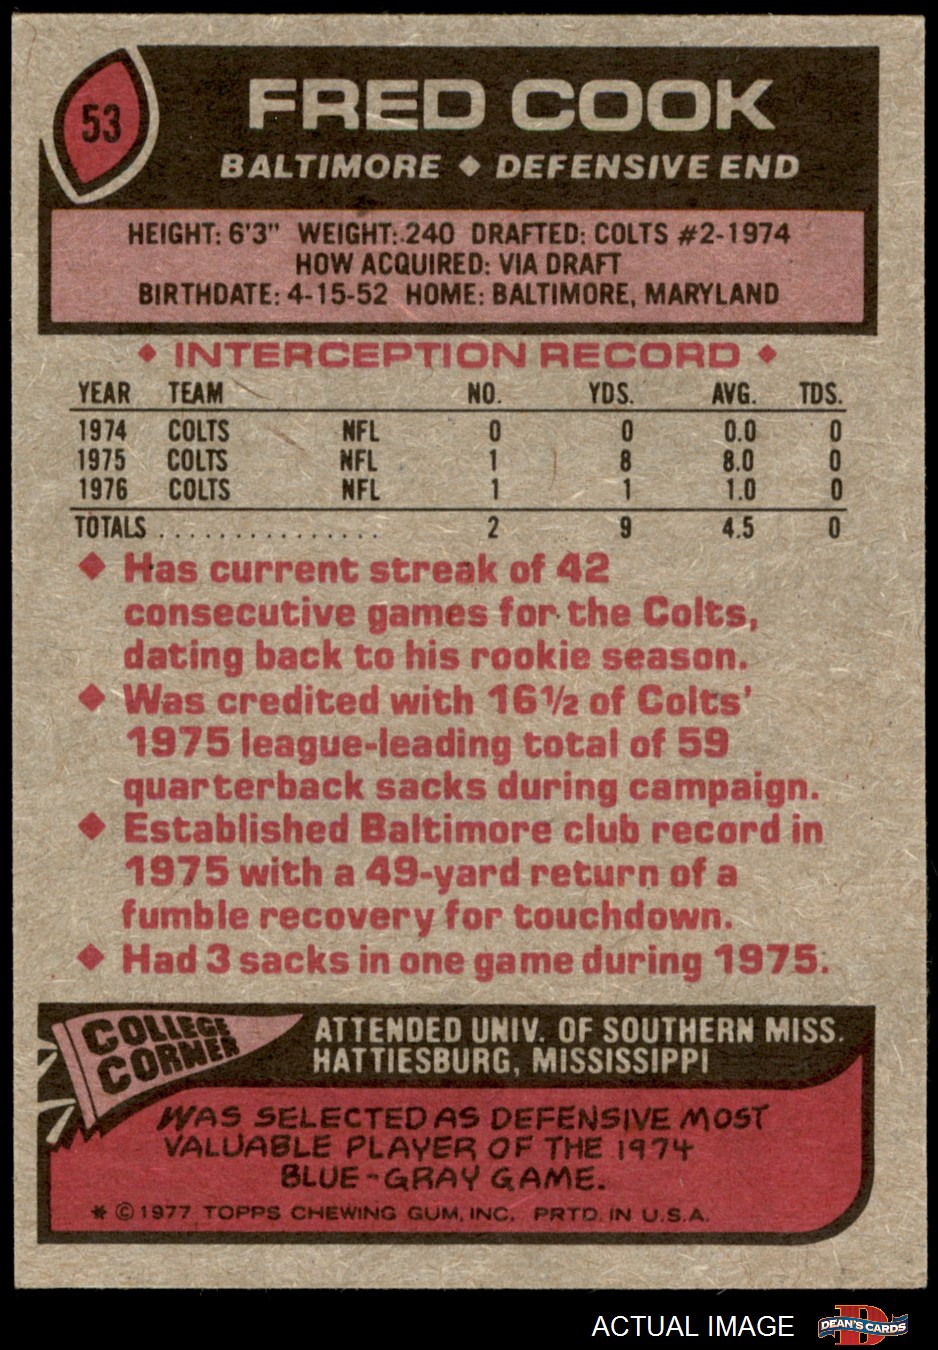 53
FRED COOK
BALTIMORE ◆ DEFENSIVE END
HEIGHT: 6'3" WEIGHT: 240 DRAFTED: COLTS #2-1974
HOW ACQUIRED: VIA DRAFT
BIRTHDATE: 4-15-52 HOME: BALTIMORE, MARYLAND
◆ INTERCEPTION RECORD ◆
YEAR TEAM NO. YDS. AVG. TDS.
1974 COLTS NFL 0 0 0.0 0
1975 COLTS NFL 1 8 8.0 0
1976 COLTS NFL 1 1 1.0 0
TOTALS . . . . . . . . . . . . . . . 2 9 4.5 0
◆ Has current streak of 42
consecutive games for the Colts,
dating back to his rookie season.
◆ Was credited with 16½ of Colts'
1975 league-leading total of 59
quarterback sacks during campaign.
◆ Established Baltimore club record in
1975 with a 49-yard return of a
fumble recovery for touchdown.
◆ Had 3 sacks in one game during 1975.
COLLEGE
CORNER
ATTENDED UNIV. OF SOUTHERN MISS.
HATTIESBURG, MISSISSIPPI
WAS SELECTED AS DEFENSIVE MOST
VALUABLE PLAYER OF THE 1974
BLUE-GRAY GAME.
* © 1977 TOPPS CHEWING GUM, INC. PRTD. IN U.S.A.
ACTUAL IMAGE
D
DEAN'S CARDS